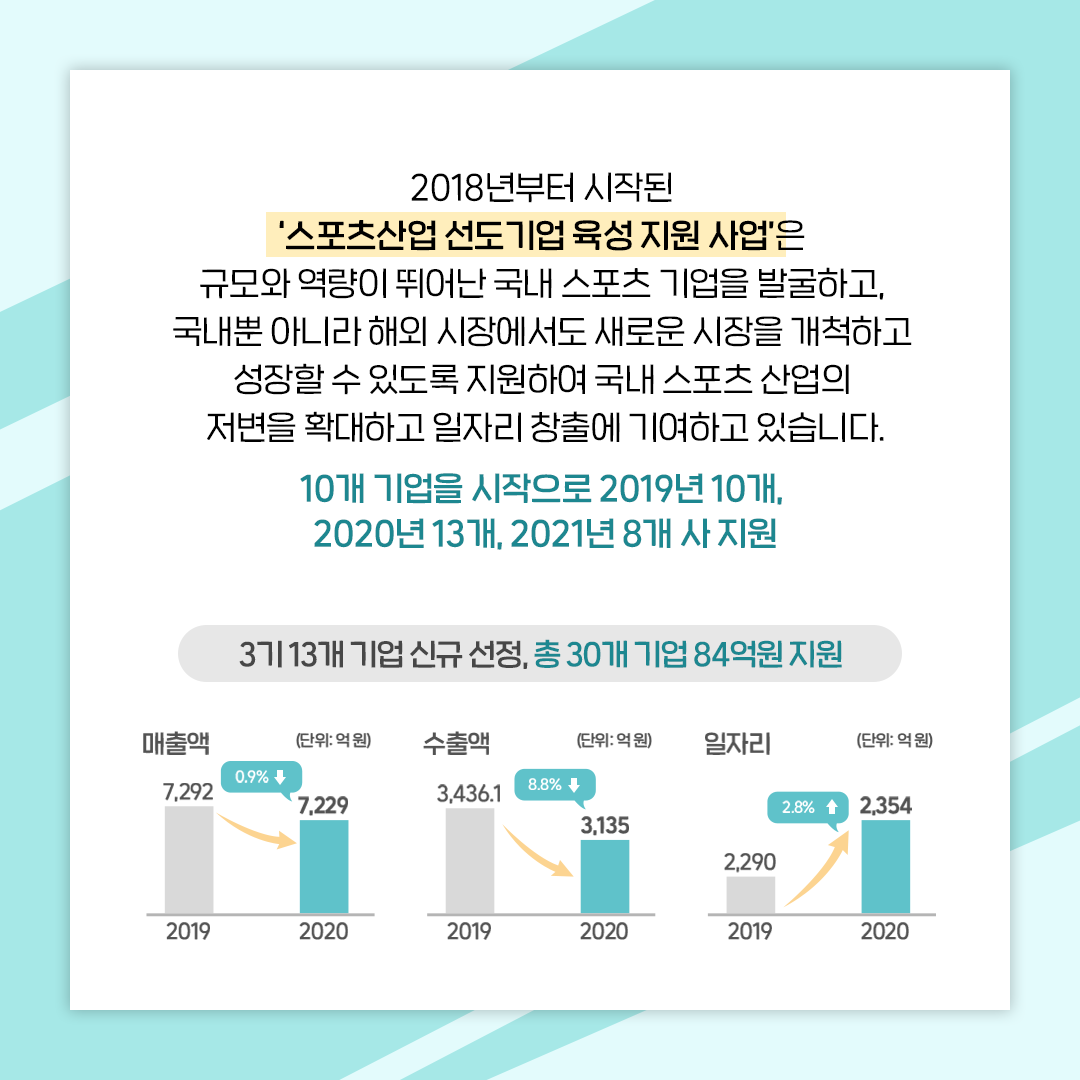 2018년부터 시작된
‘스포츠산업 선도기업 육성 지원 사업’은
규모와 역량이 뛰어난 국내 스포츠 기업을 발굴하고,
국내뿐 아니라 해외 시장에서도 새로운 시장을 개척하고
성장할 수 있도록 지원하여 국내 스포츠 산업의
저변을 확대하고 일자리 창출에 기여하고 있습니다.
10개 기업을 시작으로 2019년 10개,
2020년 13개, 2021년 8개 사 지원
3기 13개 기업 신규 선정, 총 30개 기업 84억원 지원
매출액 (단위: 억 원)
0.9%
7,292
7,229
2019 2020
수출액 (단위: 억 원)
8.8%
3,436.1
3,135
2019 2020
일자리 (단위: 억 원)
2.8%
2,354
2,290
2019 2020